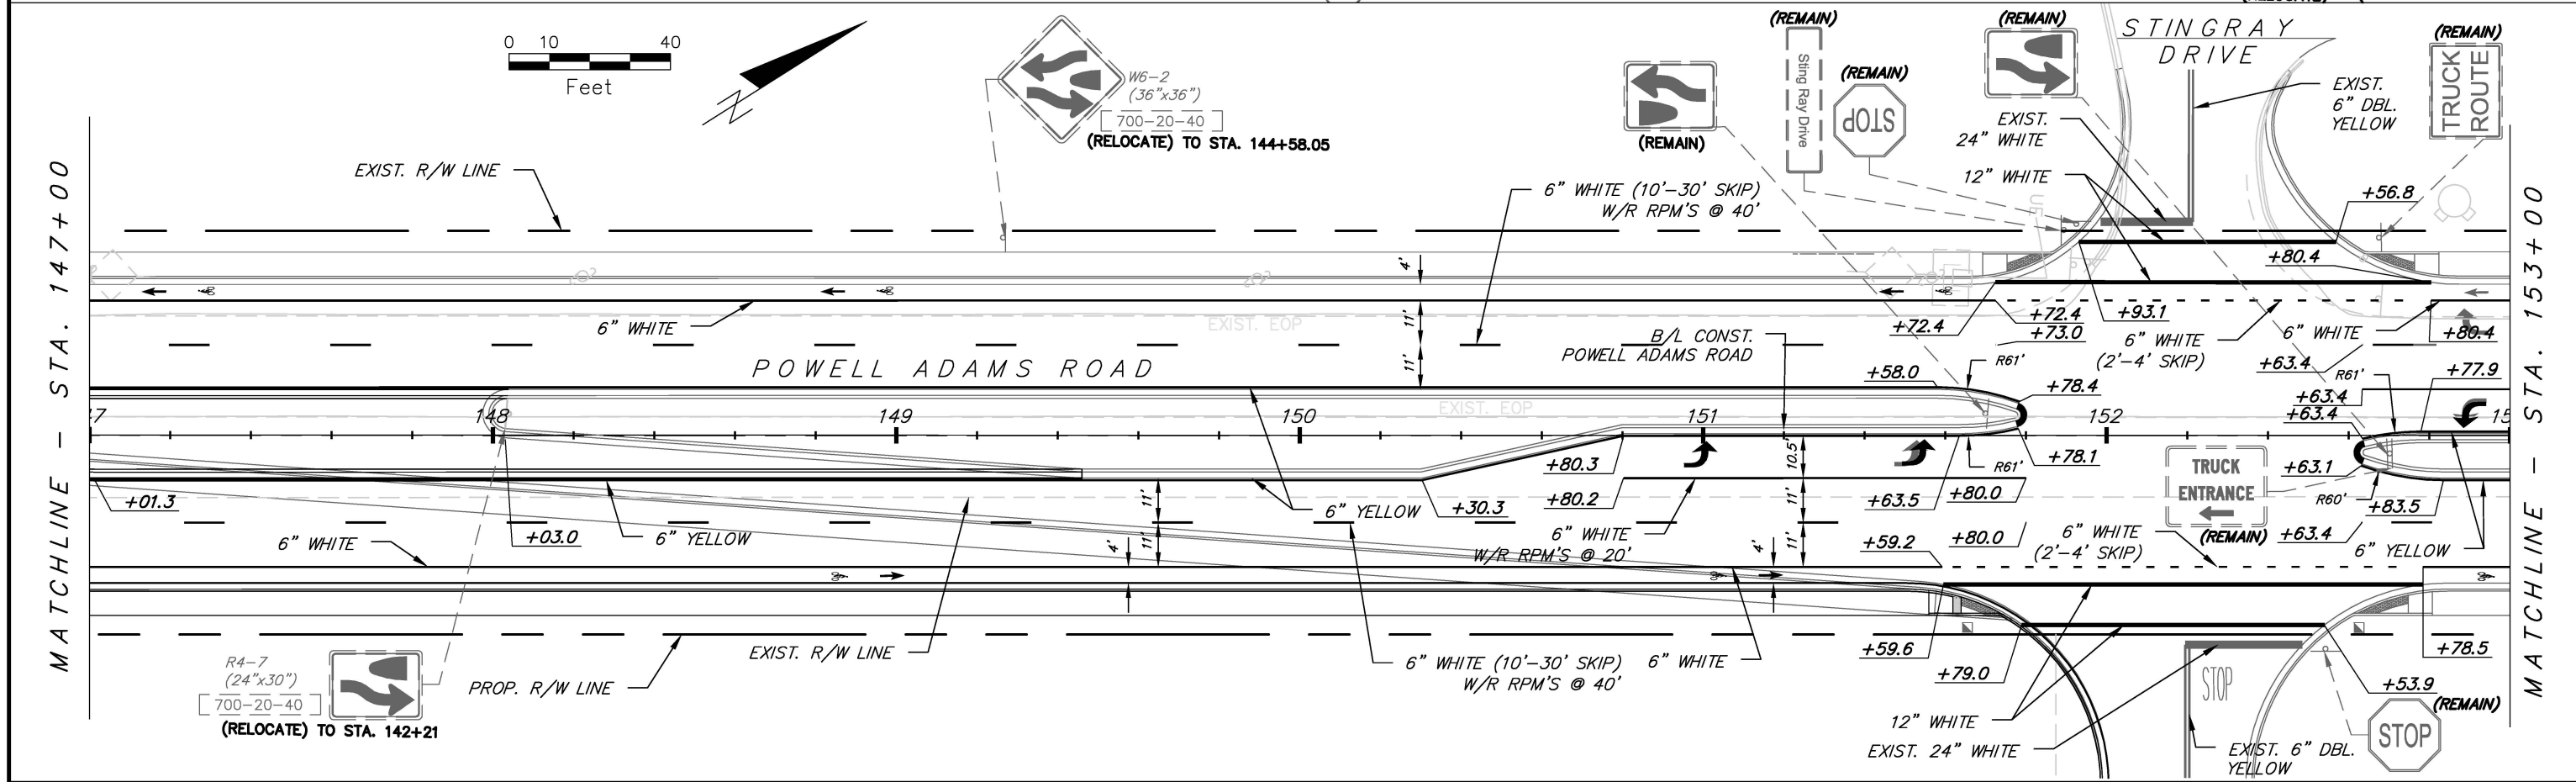 0 10 40
Feet
N
W6-2
(36"x36")
700-20-40
(RELOCATE) TO STA. 144+58.05
(REMAIN)
(REMAIN)
Sting Ray Drive
(REMAIN)
STOP
(REMAIN)
STINGRAY
DRIVE
(REMAIN)
TRUCK
ROUTE
EXIST.
6" DBL.
YELLOW
EXIST.
24" WHITE
12" WHITE
+56.8
+80.4
MATCHLINE - STA. 147+00
EXIST. R/W LINE
6" WHITE (10'-30' SKIP)
W/R RPM'S @ 40'
4'
11'
11'
6" WHITE
EXIST. EOP
B/L CONST.
POWELL ADAMS ROAD
+72.4
+72.4
+73.0
+93.1
6" WHITE
(2'-4' SKIP)
6" WHITE
+80.4
POWELL ADAMS ROAD
+58.0
R61'
+78.4
+63.4
R61'
+77.9
+63.4
+63.4
EXIST. EOP
148
149
150
151
152
10.5'
+80.3
+80.2
+63.5
R61'
+80.0
+78.1
TRUCK
ENTRANCE
(REMAIN)
+63.1
R60'
+83.5
+63.4
6" YELLOW
+01.3
+03.0
6" YELLOW
6" YELLOW
+30.3
11'
11'
4'
6" WHITE
W/R RPM'S @ 20'
11'
11'
4'
+59.2
+80.0
6" WHITE
(2'-4' SKIP)
6" WHITE
EXIST. R/W LINE
PROP. R/W LINE
6" WHITE (10'-30' SKIP)
W/R RPM'S @ 40'
6" WHITE
+59.6
+79.0
+78.5
+53.9
(REMAIN)
STOP
STOP
12" WHITE
EXIST. 24" WHITE
EXIST. 6" DBL.
YELLOW
R4-7
(24"x30")
700-20-40
(RELOCATE) TO STA. 142+21
MATCHLINE - STA. 153+00